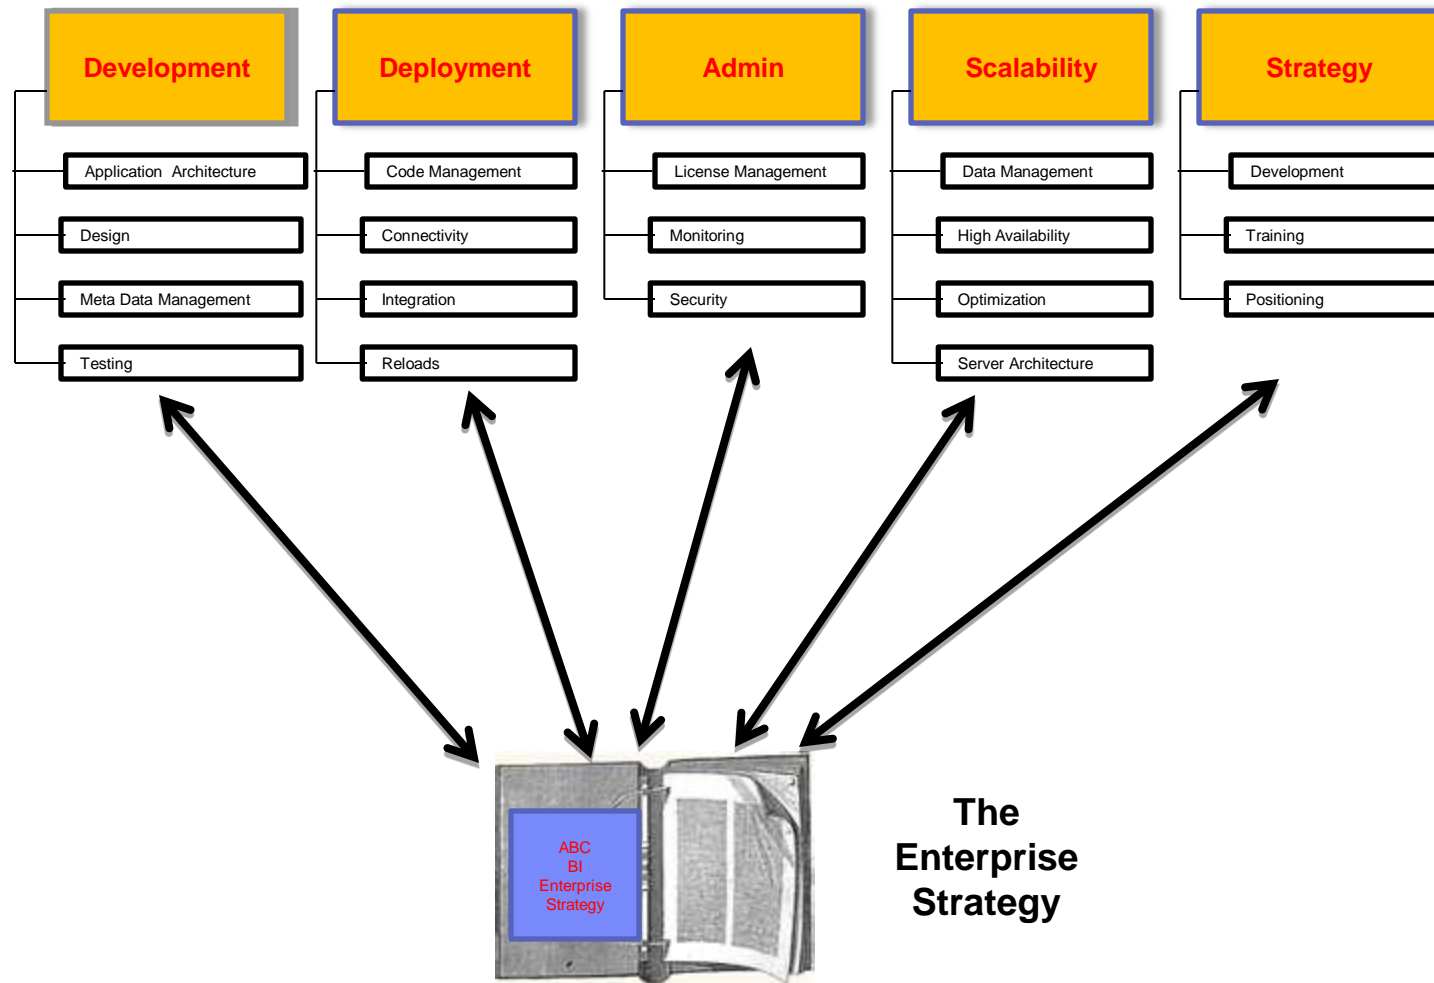 Development
Deployment
Admin
Scalability
Strategy
Application Architecture
Code Management
License Management
Data Management
Development
Design
Connectivity
Monitoring
High Availability
Training
Meta Data Management
Integration
Security
Optimization
Positioning
Testing
Reloads
Server Architecture
ABC
BI
Enterprise
Strategy
The
Enterprise
Strategy